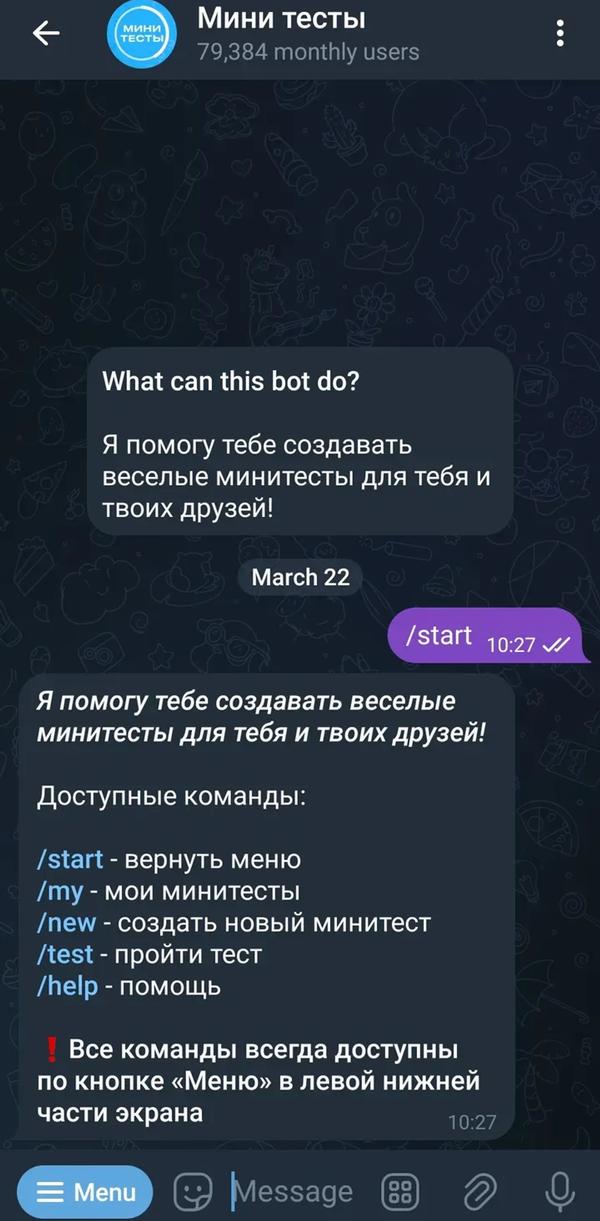 МИНИ
ТЕСТЫ
Мини тесты
79,384 monthly users
What can this bot do?
Я помогу тебе создавать
веселые минитесты для тебя и
твоих друзей!
March 22
/start 10:27
Я помогу тебе создавать веселые
минитесты для тебя и твоих друзей!
Доступные команды:
/start - вернуть меню
/my - мои минитесты
/new - создать новый минитест
/test - пройти тест
/help - помощь
❗ Все команды всегда доступны
по кнопке «Меню» в левой нижней
части экрана
10:27
Menu
Message